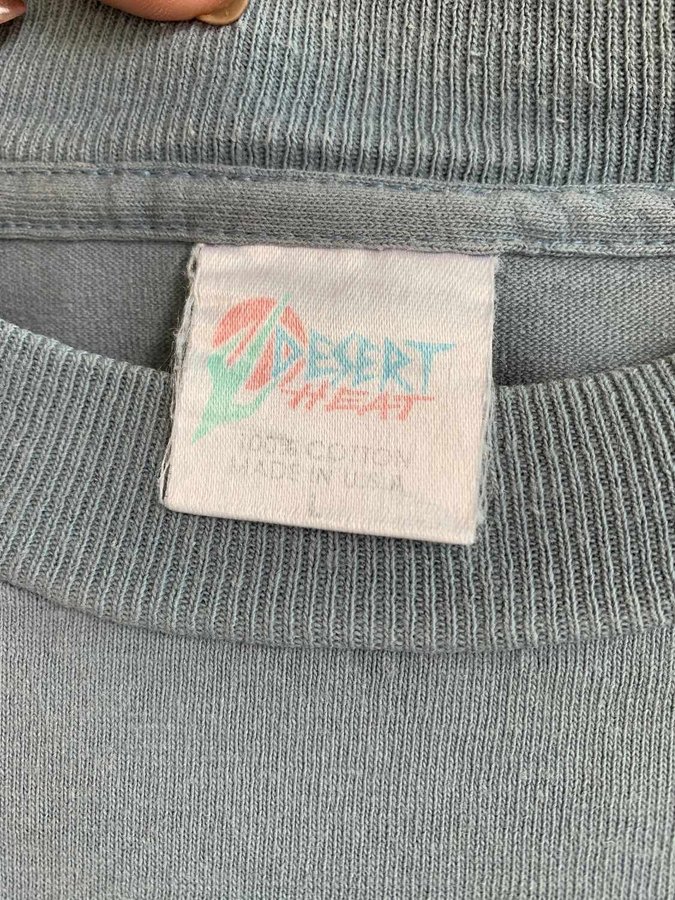 DESERT
HEAT
100% COTTON
MADE IN U.S.A.
L